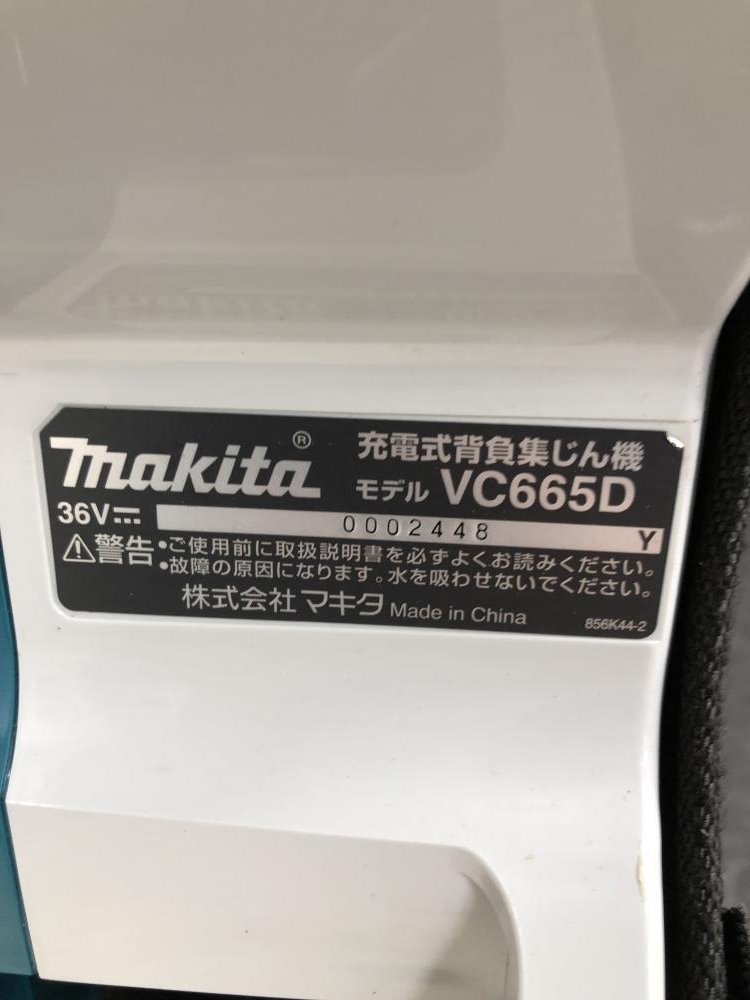 makita®
充電式背負集じん機
モデル VC665D
36V⎓ 0002448 Y
⚠警告 •ご使用前に取扱説明書を必ずよくお読みください。
•故障の原因になります。水を吸わせないでください。
株式会社 マキタ Made in China 856K44-2